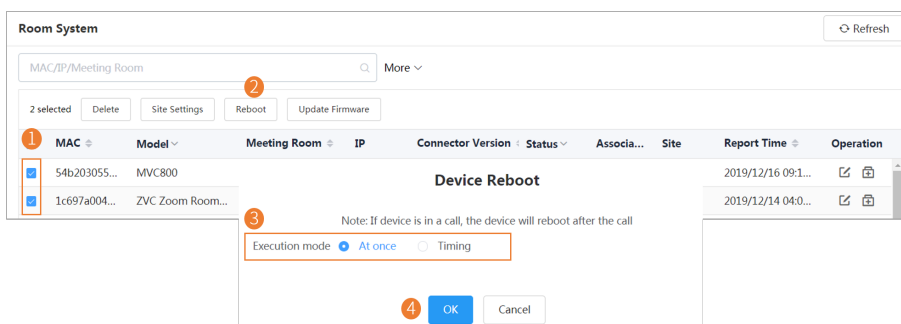 Room System
Refresh
MAC/IP/Meeting Room
More
2
2 selected Delete Site Settings Reboot Update Firmware
1
MAC Model Meeting Room IP Connector Version Status Associa... Site Report Time Operation
54b203055... MVC800 2019/12/16 09:1...
1c697a004... ZVC Zoom Room... 2019/12/14 04:0...
Device Reboot
Note: If device is in a call, the device will reboot after the call
3
Execution mode At once Timing
4
OK Cancel